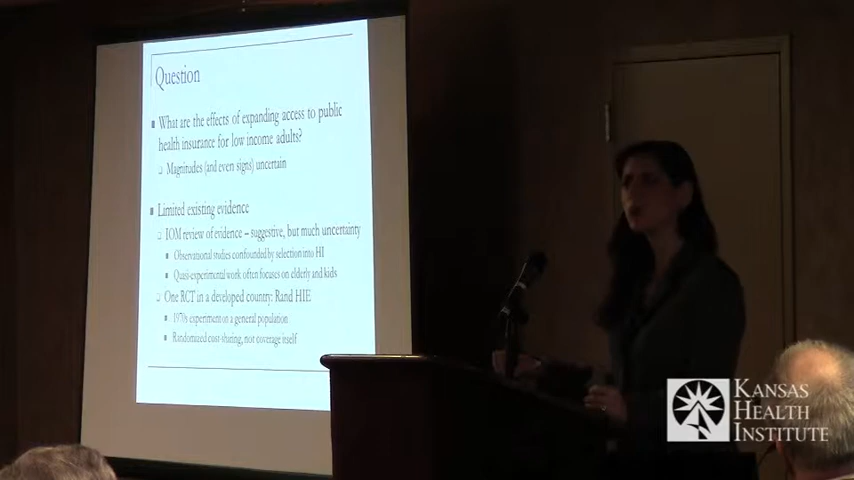 Question
What are the effects of expanding access to public
health insurance for low income adults?
Magnitudes (and even signs) uncertain
Limited existing evidence
IOM review of evidence – suggestive, but much uncertainty
Observational studies confounded by selection into HI
Quasi-experimental work often focuses on elderly and kids
One RCT in a developed country: Rand HIE
1970s experiment on a general population
Randomized cost-sharing, not coverage itself
KANSAS
HEALTH
INSTITUTE